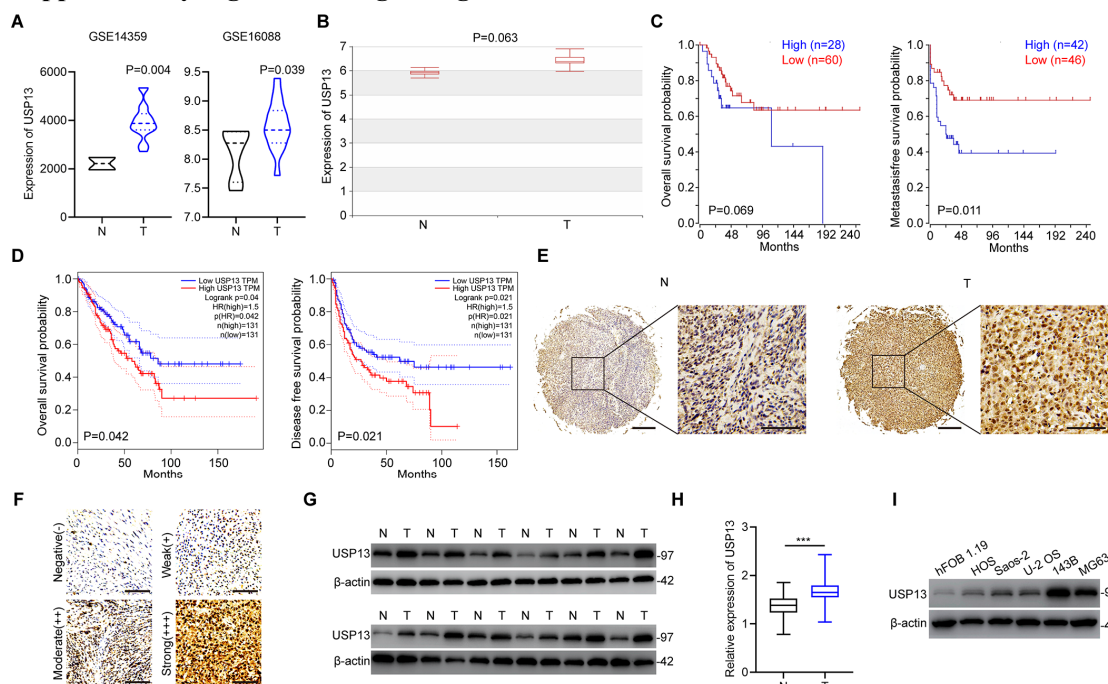 A
GSE14359
GSE16088
P=0.004
P=0.039
Expression of USP13
6000
4000
2000
0
9.5
9.0
8.5
8.0
7.5
7.0
N
T
N
T
B
P=0.063
Expression of USP13
7
6
5
4
3
2
1
0
N
T
C
High (n=28)
Low (n=60)
Overall survival probability
1.0
0.8
0.6
0.4
0.2
0.0
P=0.069
0 48 96 144 192 240
Months
High (n=42)
Low (n=46)
Metastasisfree survival probability
1.0
0.8
0.6
0.4
0.2
0.0
P=0.011
0 48 96 144 192 240
Months
D
Low USP13 TPM
High USP13 TPM
Logrank p=0.04
HR(high)=1.5
p(HR)=0.042
n(high)=131
n(low)=131
Overall survival probability
1.0
0.8
0.6
0.4
0.2
0.0
P=0.042
0 50 100 150
Months
Low USP13 TPM
High USP13 TPM
Logrank p=0.021
HR(high)=1.5
p(HR)=0.021
n(high)=131
n(low)=131
Disease free survival probability
1.0
0.8
0.6
0.4
0.2
0.0
P=0.021
0 50 100 150
Months
E
N
T
F
Negative(-)
Weak(+)
Moderate(++)
Strong(+++)
G
N T N T N T N T N T N T
USP13
-97
β-actin
-42
N T N T N T N T N T N T
USP13
-97
β-actin
-42
H
Relative expression of USP13
3
2
1
0
***
N
T
I
hFOB 1.19
HOS
Saos-2
U-2 OS
143B
MG63
USP13
β-actin